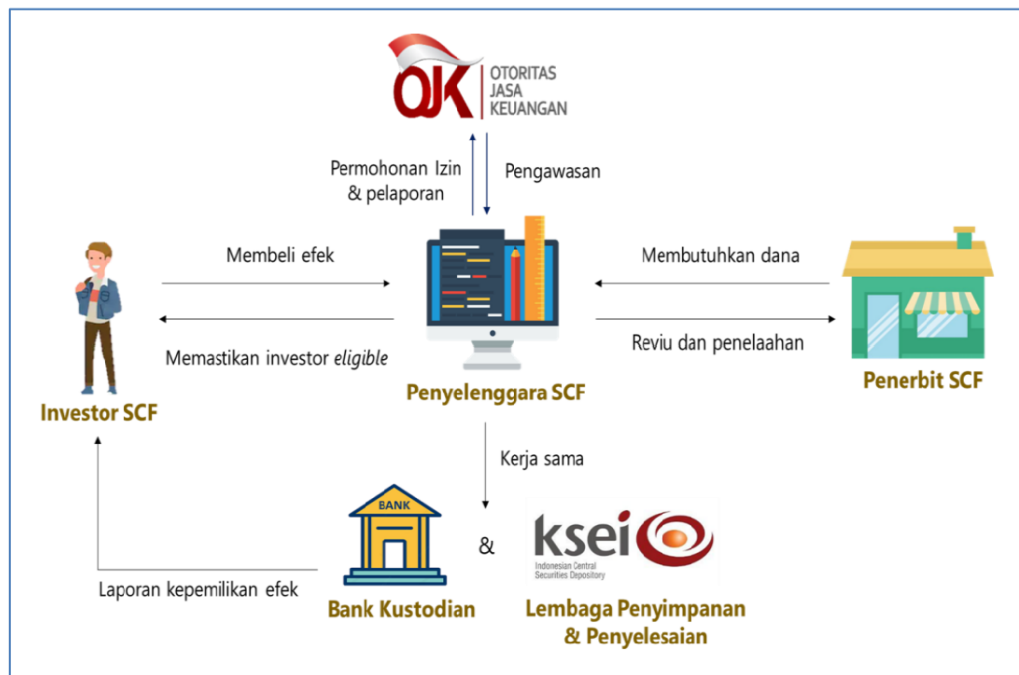 OJK
OTORITAS
JASA
KEUANGAN
Permohonan Izin
& pelaporan
Pengawasan
Membeli efek
Membutuhkan dana
Memastikan investor eligible
Reviu dan penelaahan
Penyelenggara SCF
Penerbit SCF
Investor SCF
Kerja sama
BANK
&
ksei
Indonesian Central
Securities Depository
Laporan kepemilikan efek
Bank Kustodian
Lembaga Penyimpanan
& Penyelesaian